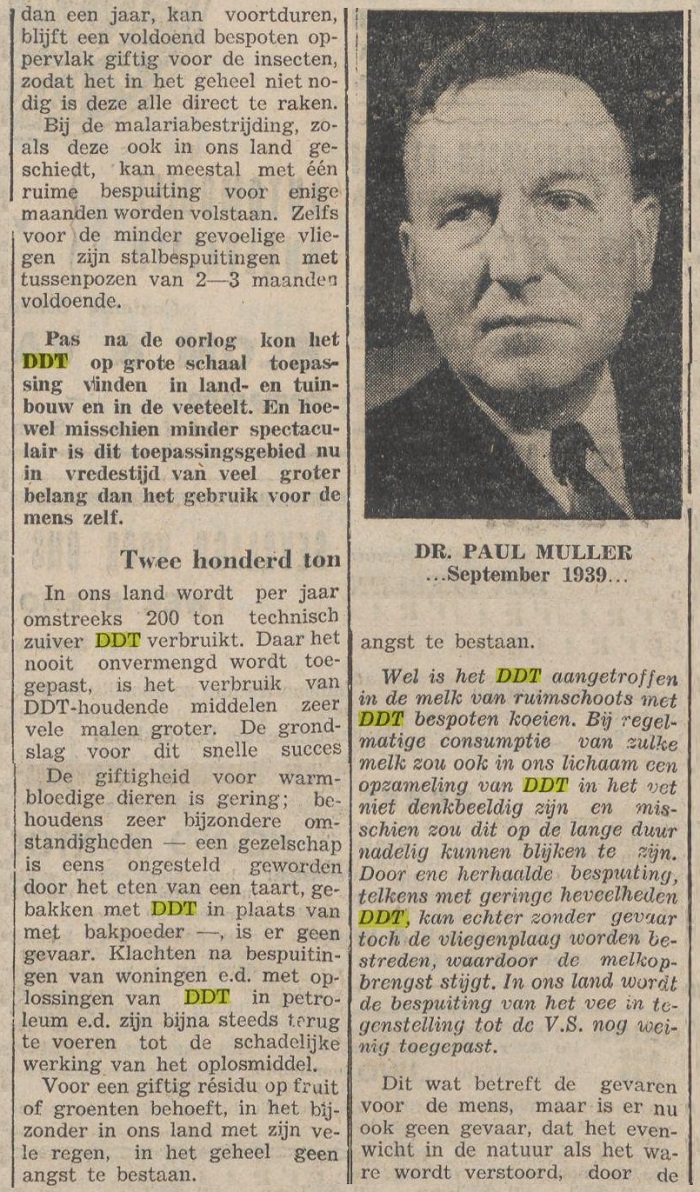 dan een jaar, kan voortduren,
blijft een voldoend bespoten op-
pervlak giftig voor de insecten,
zodat het in het geheel niet no-
dig is deze alle direct te raken.
Bij de malariabestrijding, zo-
als deze ook in ons land ge-
schiedt, kan meestal met één
ruime bespuiting voor enige
maanden worden volstaan. Zelfs
voor de minder gevoelige vlie-
gen zijn stalbespuitingen met
tussenpozen van 2—3 maanden
voldoende.
Pas na de oorlog kon het
DDT op grote schaal toepas-
sing vinden in land- en tuin-
bouw en in de veeteelt. En hoe-
wel misschien minder spectacu-
lair is dit toepassingsgebied nu
in vredestijd van veel groter
belang dan het gebruik voor de
mens zelf.
Twee honderd ton
In ons land wordt per jaar
omstreeks 200 ton technisch
zuiver DDT verbruikt. Daar het
nooit onvermengd wordt toe-
gepast, is het verbruik van
DDT-houdende middelen zeer
vele malen groter. De grond-
slag voor dit snelle succes
De giftigheid voor warm-
bloedige dieren is gering; be-
houdens zeer bijzondere om-
standigheden — een gezelschap
is eens ongesteld geworden
door het eten van een taart, ge-
bakken met DDT in plaats van
met bakpoeder —, is er geen
gevaar. Klachten na bespuitin-
gen van woningen e.d. met op-
lossingen van DDT in petro-
leum e.d. zijn bijna steeds terug
te voeren tot de schadelijke
werking van het oplosmiddel.
Voor een giftig résidu op fruit
of groenten behoeft, in het bij-
zonder in ons land met zijn ve-
le regen, in het geheel geen
angst te bestaan.
DR. PAUL MULLER
...September 1939...
angst te bestaan.
Wel is het DDT aangetroffen
in de melk van ruimschoots met
DDT bespoten koeien. Bij regel-
matige consumptie van zulke
melk zou ook in ons lichaam een
opzameling van DDT in het vet
niet denkbeeldig zijn en mis-
schien zou dit op de lange duur
nadelig kunnen blijken te zijn.
Door ene herhaalde bespuiting,
telkens met geringe heveelheden
DDT, kan echter zonder gevaar
toch de vliegenplaag worden be-
streden, waardoor de melkop-
brengst stijgt. In ons land wordt
de bespuiting van het vee in te-
genstelling tot de V.S. nog wei-
nig toegepast.
Dit wat betreft de gevaren
voor de mens, maar is er nu
ook geen gevaar, dat het even-
wicht in de natuur als het wa-
re wordt verstoord, door de